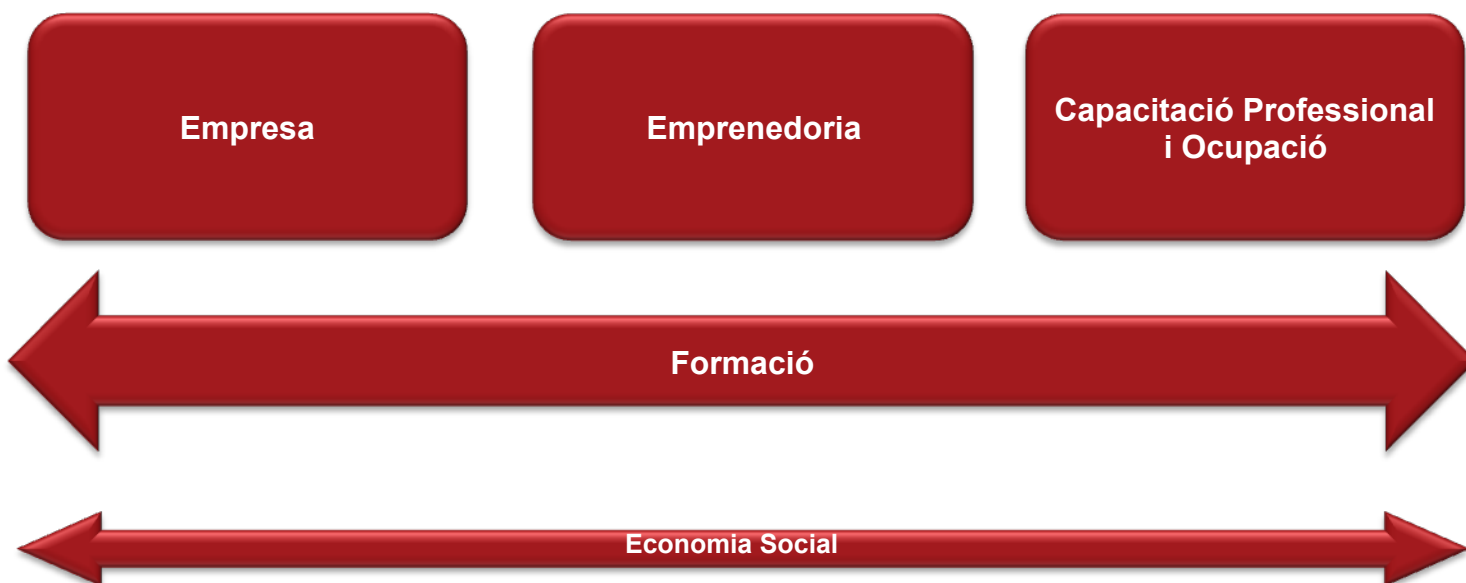 Empresa
Emprenedoria
Capacitació Professional
i Ocupació
Formació
Economia Social